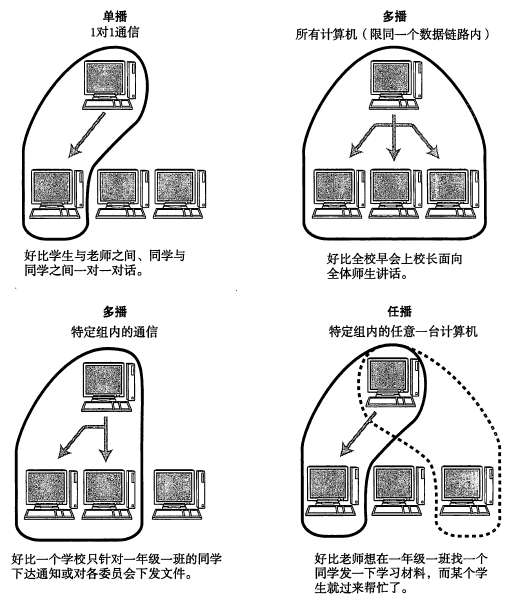 单播
1对1通信
好比学生与老师之间、同学与
同学之间一对一对话。
多播
所有计算机（限同一个数据链路内）
好比全校早会上校长面向
全体师生讲话。
多播
特定组内的通信
好比一个学校只针对一年级一班的同学
下达通知或对各委员会下发文件。
任播
特定组内的任意一台计算机
好比老师想在一年级一班找一个
同学发一下学习材料，而某个学
生就过来帮忙了。